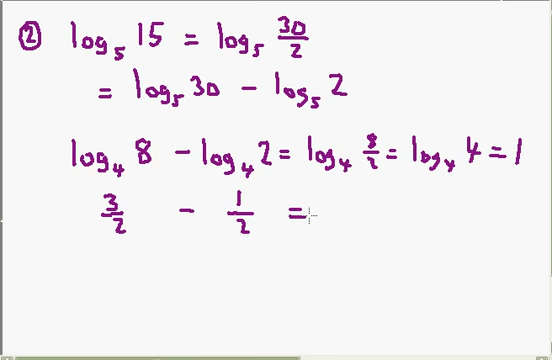 ② log₅ 15 = log₅ 30/2
= log₅ 30 − log₅ 2
log₄ 8 − log₄ 2 = log₄ 8/2 = log₄ 4 = 1
3/2 − 1/2 =